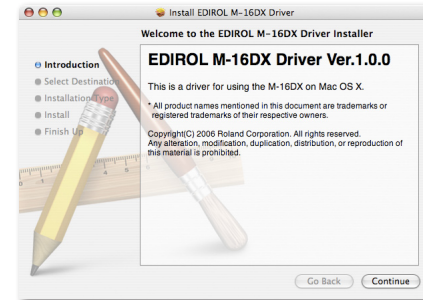 Install EDIROL M-16DX Driver
Welcome to the EDIROL M-16DX Driver Installer
Introduction
Select Destination
Installation Type
Install
Finish Up
EDIROL M-16DX Driver Ver.1.0.0
This is a driver for using the M-16DX on Mac OS X.
* All product names mentioned in this document are trademarks or
registered trademarks of their respective owners.
Copyright(C) 2006 Roland Corporation. All rights reserved.
Any alteration, modification, duplication, distribution, or reproduction of
this material is prohibited.
Go Back
Continue